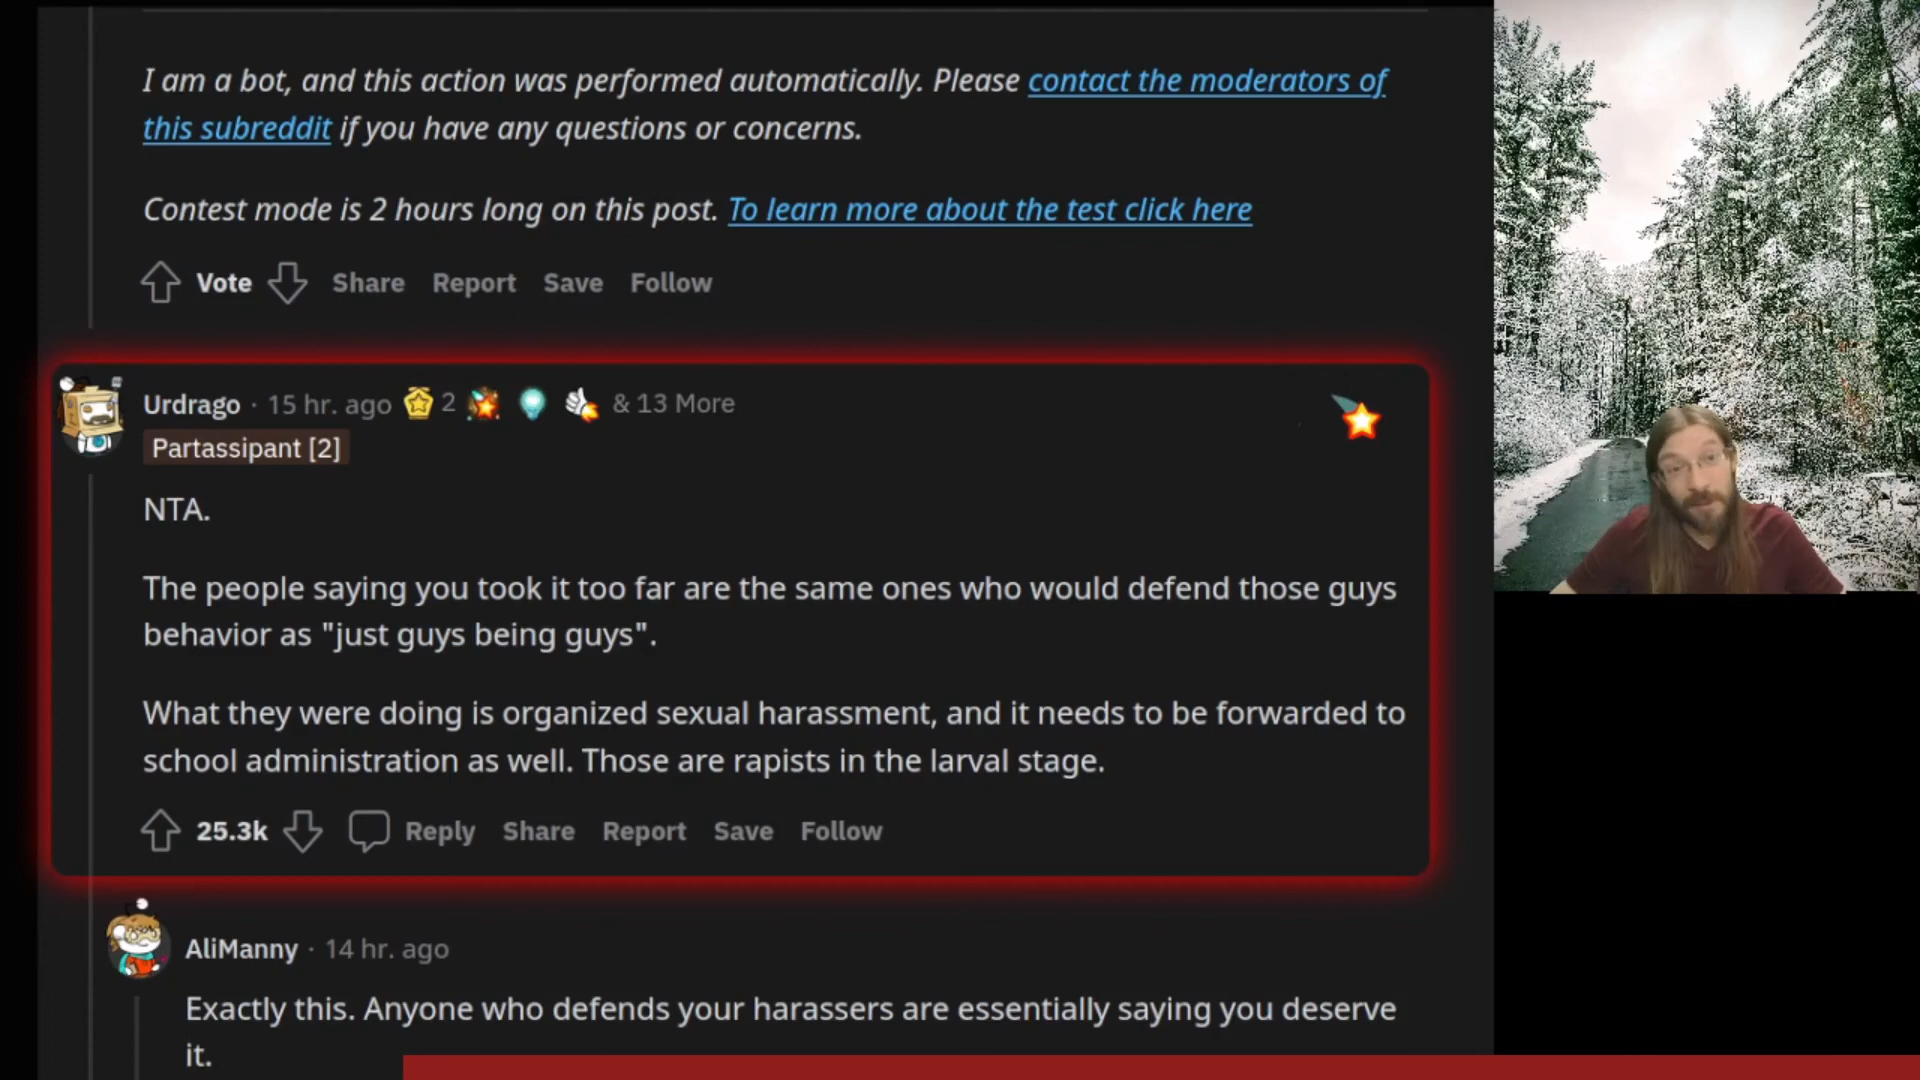 I am a bot, and this action was performed automatically. Please contact the moderators of
this subreddit if you have any questions or concerns.
Contest mode is 2 hours long on this post. To learn more about the test click here
Vote Share Report Save Follow
Urdrago · 15 hr. ago 2 & 13 More
Partassipant [2]
NTA.
The people saying you took it too far are the same ones who would defend those guys
behavior as "just guys being guys".
What they were doing is organized sexual harassment, and it needs to be forwarded to
school administration as well. Those are rapists in the larval stage.
25.3k Reply Share Report Save Follow
AliManny · 14 hr. ago
Exactly this. Anyone who defends your harassers are essentially saying you deserve
it.